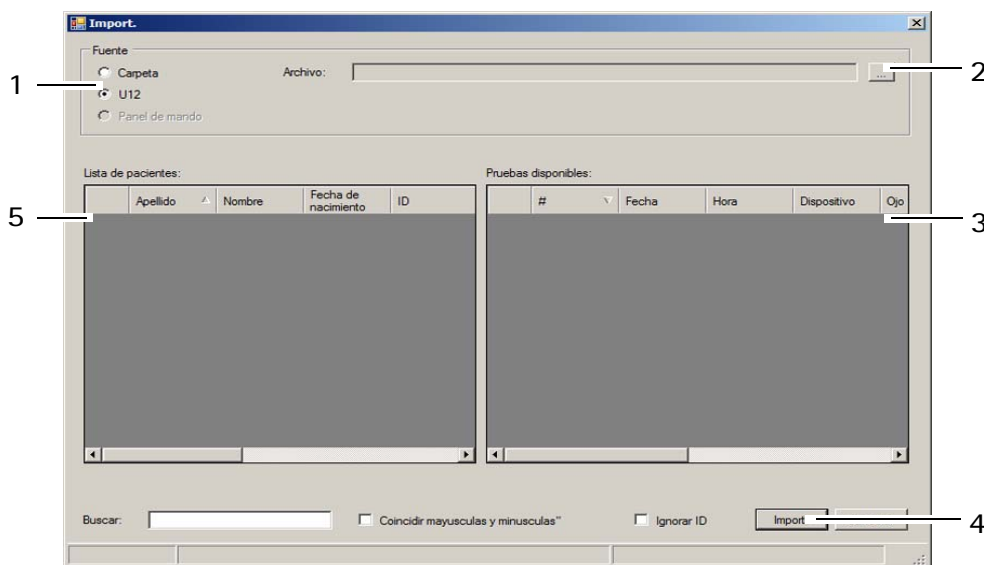 Import.
Fuente
Carpeta
Archivo:
...
U12
Panel de mando
1
2
Lista de pacientes:
Pruebas disponibles:
Apellido Nombre Fecha de nacimiento ID
# Fecha Hora Dispositivo Ojo
5
3
Buscar:
Coincidir mayusculas y minusculas"
Ignorar ID
Import
4